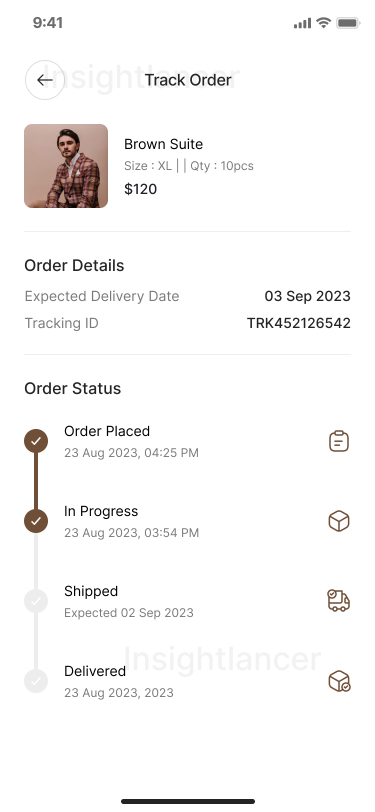 9:41
Insightlancer
Track Order
Brown Suite
Size : XL | | Qty : 10pcs
$120
Order Details
Expected Delivery Date 03 Sep 2023
Tracking ID TRK452126542
Order Status
Order Placed
23 Aug 2023, 04:25 PM
In Progress
23 Aug 2023, 03:54 PM
Shipped
Expected 02 Sep 2023
Insightlancer
Delivered
23 Aug 2023, 2023